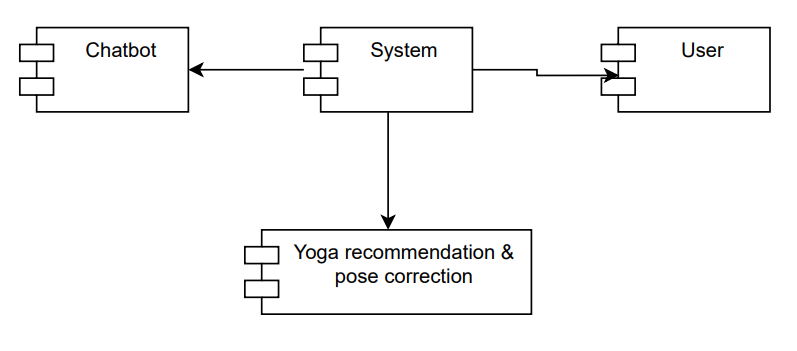 Chatbot
System
User
Yoga recommendation &
pose correction